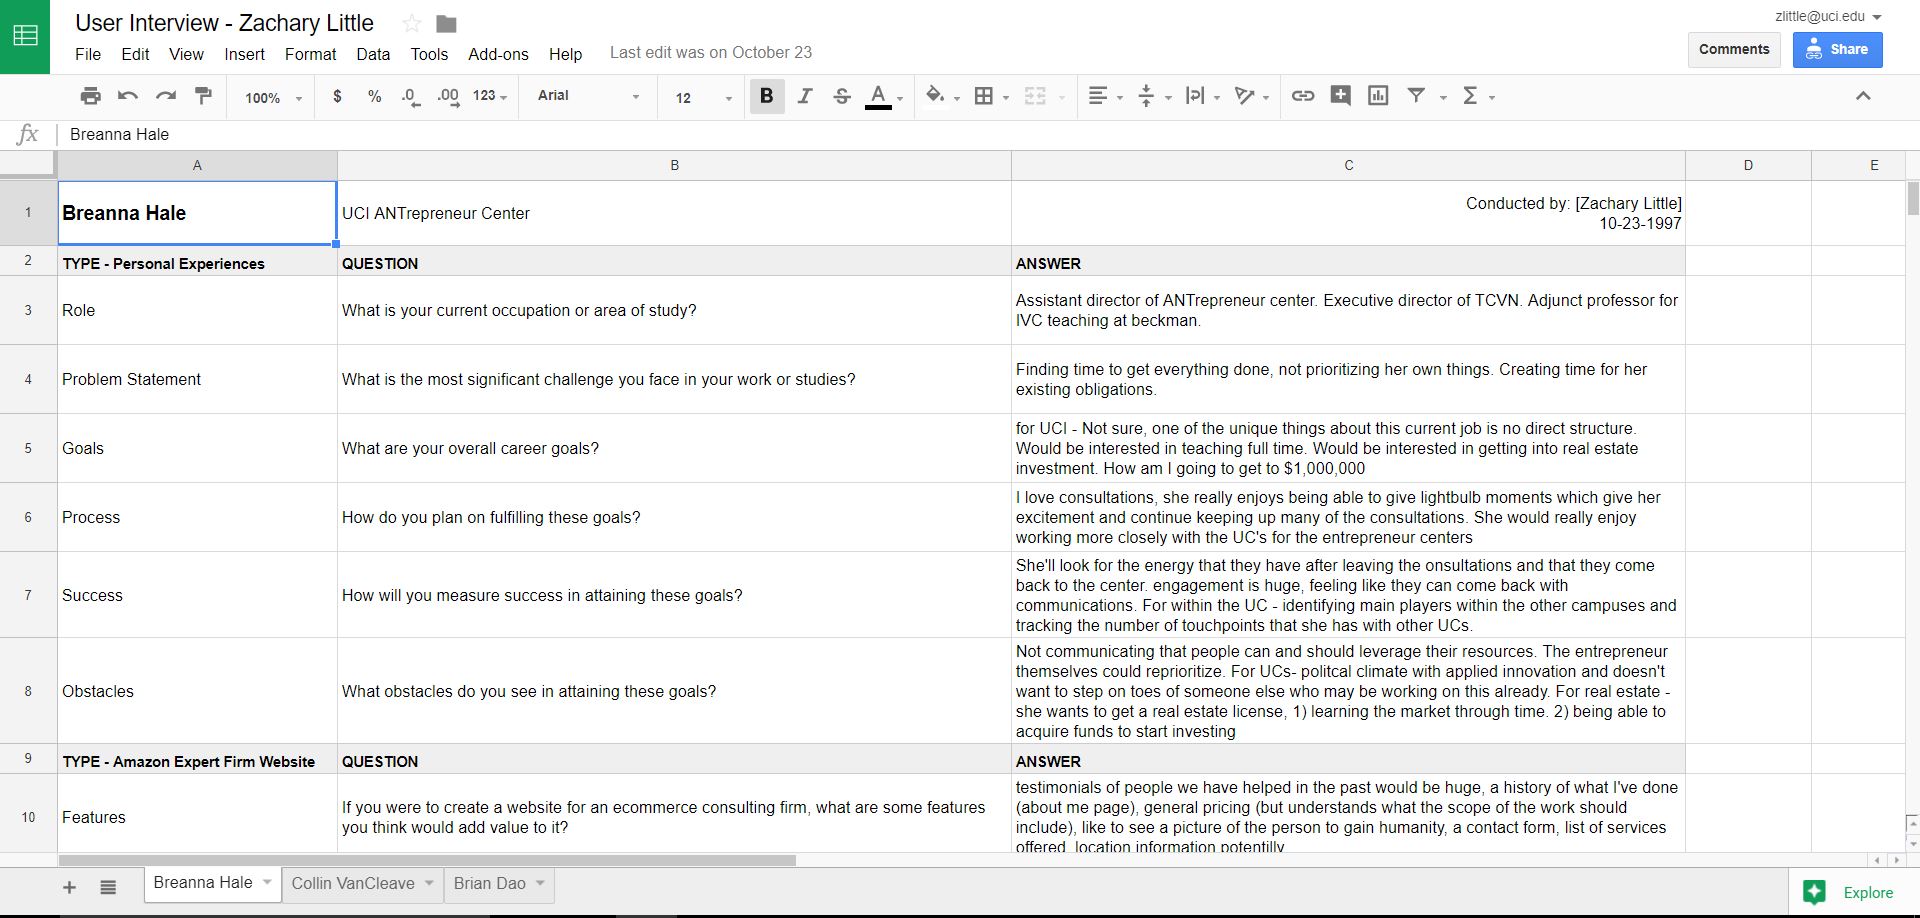 User Interview - Zachary Little
zlittle@uci.edu
File Edit View Insert Format Data Tools Add-ons Help Last edit was on October 23
Comments Share
100% $ % .0 .00 123 Arial 12 B I S A
fx Breanna Hale
A B C D E
1 Breanna Hale UCI ANTrepreneur Center Conducted by: [Zachary Little]
10-23-1997
2 TYPE - Personal Experiences QUESTION ANSWER
3 Role What is your current occupation or area of study? Assistant director of ANTrepreneur center. Executive director of TCVN. Adjunct professor for
IVC teaching at beckman.
4 Problem Statement What is the most significant challenge you face in your work or studies? Finding time to get everything done, not prioritizing her own things. Creating time for her
existing obligations.
5 Goals What are your overall career goals? for UCI - Not sure, one of the unique things about this current job is no direct structure.
Would be interested in teaching full time. Would be interested in getting into real estate
investment. How am I going to get to $1,000,000
6 Process How do you plan on fulfilling these goals? I love consultations, she really enjoys being able to give lightbulb moments which give her
excitement and continue keeping up many of the consultations. She would really enjoy
working more closely with the UC's for the entrepreneur centers
7 Success How will you measure success in attaining these goals? She'll look for the energy that they have after leaving the onsultations and that they come
back to the center. engagement is huge, feeling like they can come back with
communications. For within the UC - identifying main players within the other campuses and
tracking the number of touchpoints that she has with other UCs.
8 Obstacles What obstacles do you see in attaining these goals? Not communicating that people can and should leverage their resources. The entrepreneur
themselves could reprioritize. For UCs- politcal climate with applied innovation and doesn't
want to step on toes of someone else who may be working on this already. For real estate -
she wants to get a real estate license, 1) learning the market through time. 2) being able to
acquire funds to start investing
9 TYPE - Amazon Expert Firm Website QUESTION ANSWER
10 Features If you were to create a website for an ecommerce consulting firm, what are some features
you think would add value to it? testimonials of people we have helped in the past would be huge, a history of what I've done
(about me page), general pricing (but understands what the scope of the work should
include), like to see a picture of the person to gain humanity, a contact form, list of services
offered, location information potentilly
Breanna Hale Collin VanCleave Brian Dao Explore